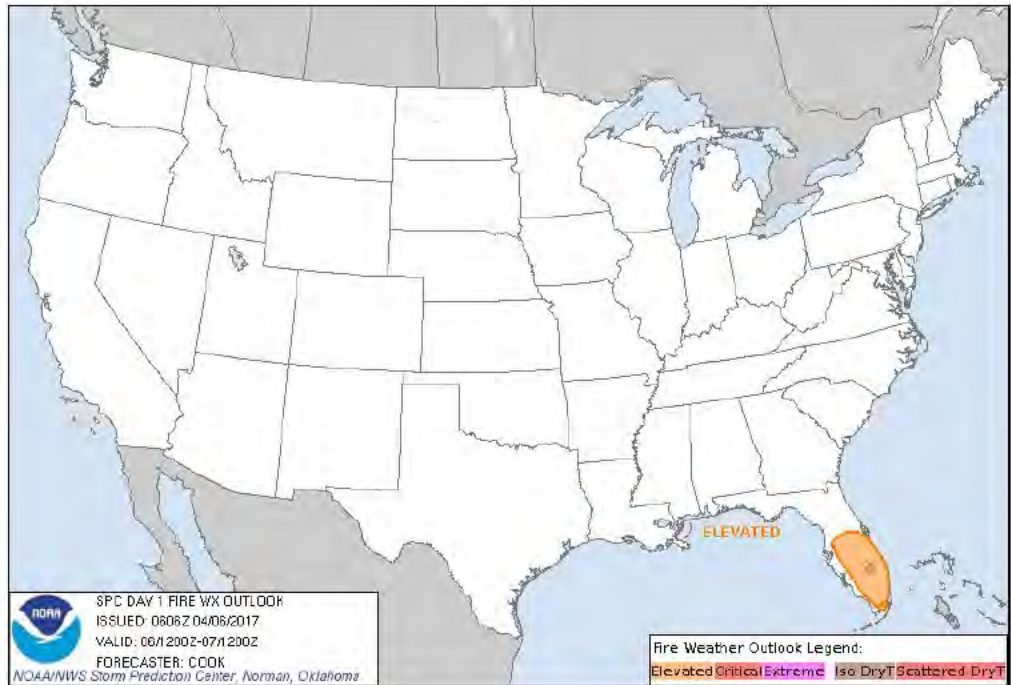 ELEVATED
NOAA
SPC DAY 1 FIRE WX OUTLOOK
ISSUED: 0606Z 04/06/2017
VALID: 06/1200Z-07/1200Z
FORECASTER: COOK
NOAA/NWS Storm Prediction Center, Norman, Oklahoma
Fire Weather Outlook Legend:
Elevated Critical Extreme Iso DryT Scattered DryT